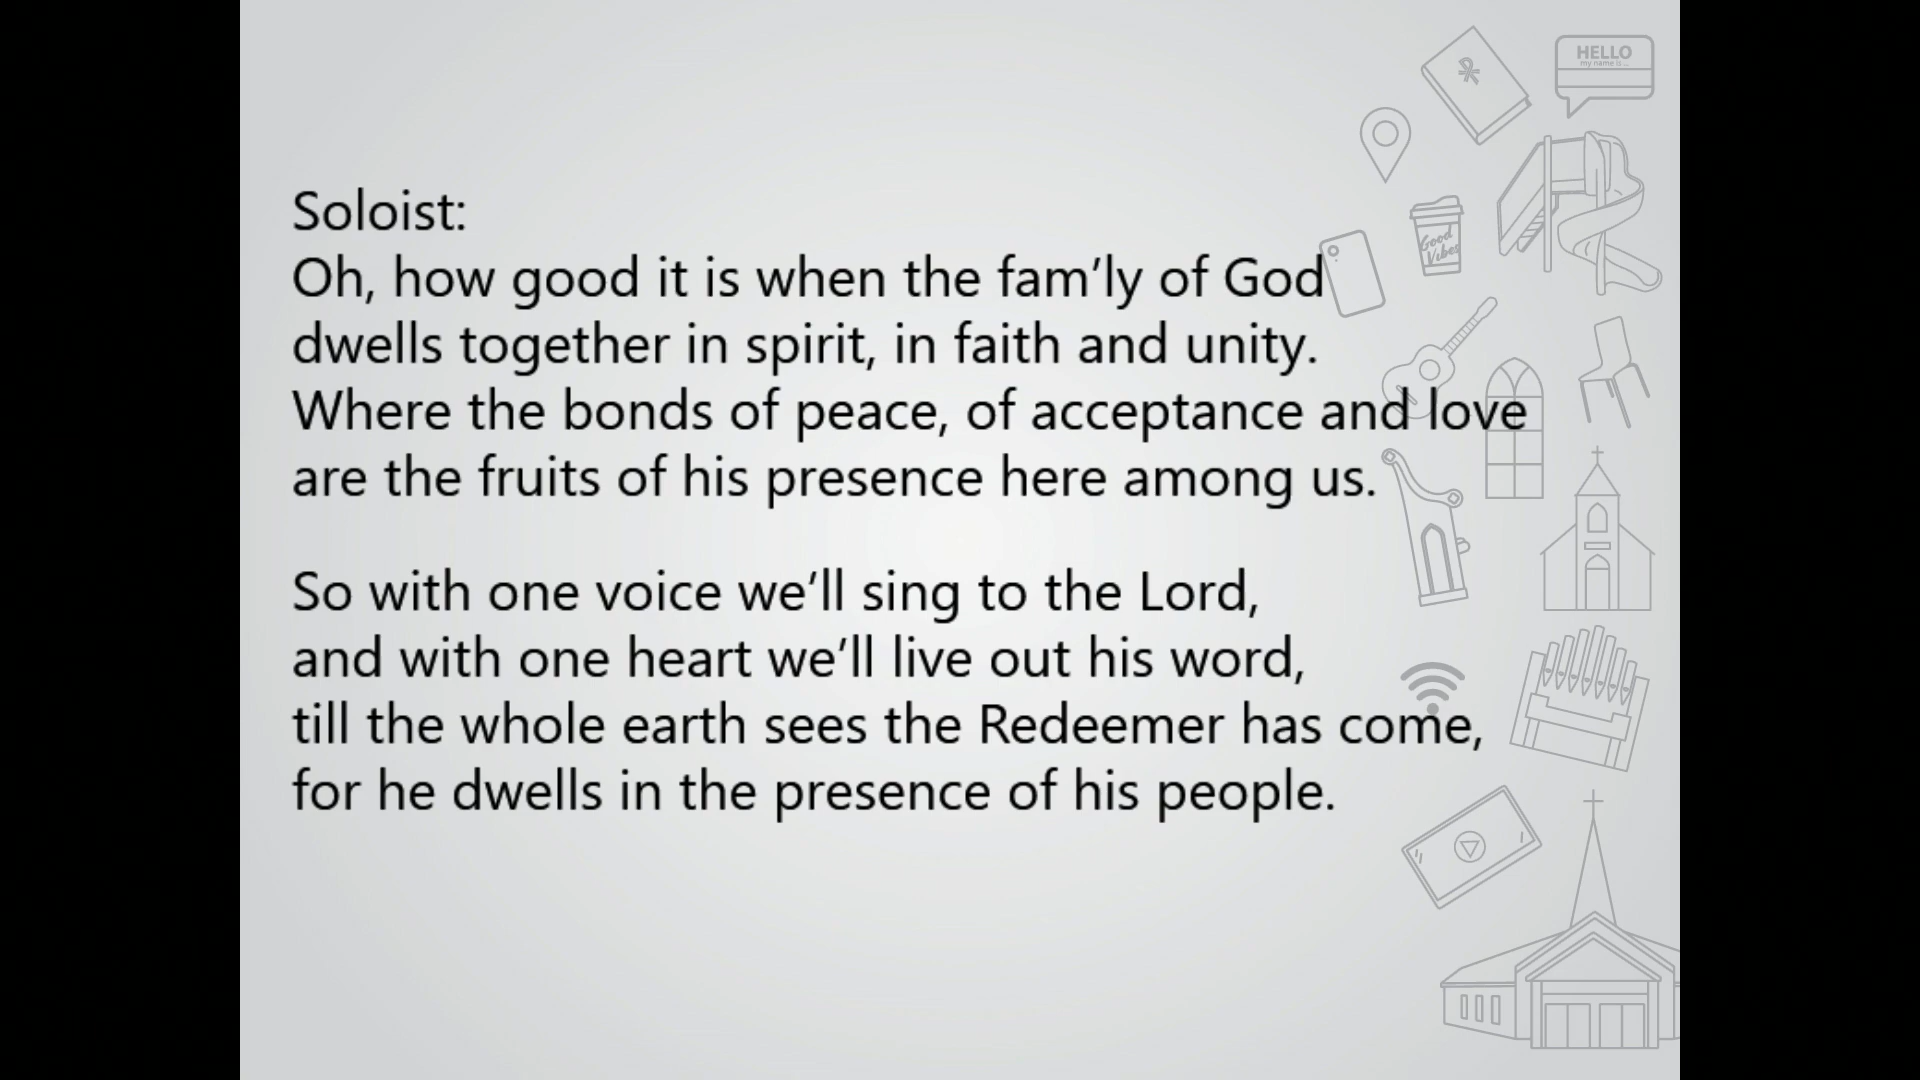 HELLO
my name is ...
Good
Vibes
Soloist:
Oh, how good it is when the fam’ly of God
dwells together in spirit, in faith and unity.
Where the bonds of peace, of acceptance and love
are the fruits of his presence here among us.
So with one voice we’ll sing to the Lord,
and with one heart we’ll live out his word,
till the whole earth sees the Redeemer has come,
for he dwells in the presence of his people.